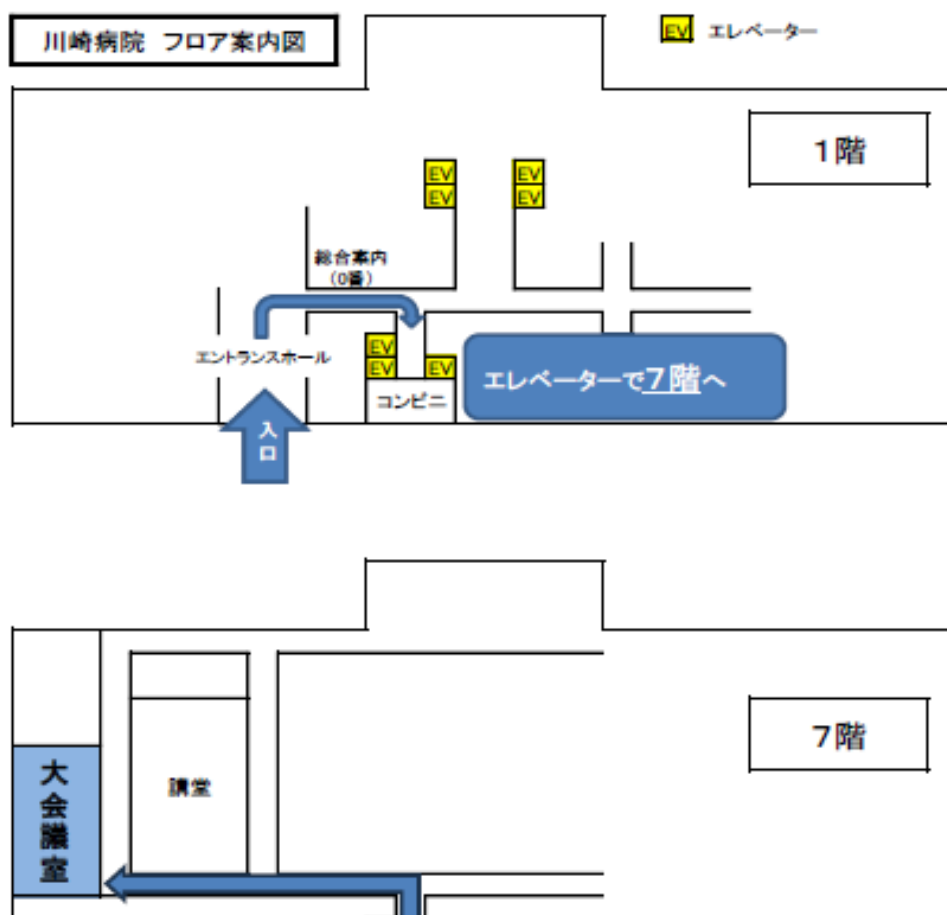 川崎病院 フロア案内図
EV エレベーター
1階
EV EV
EV EV
総合案内
(0番)
エントランスホール
EV
EV EV
コンビニ
エレベーターで7階へ
入口
7階
大会議室
講堂